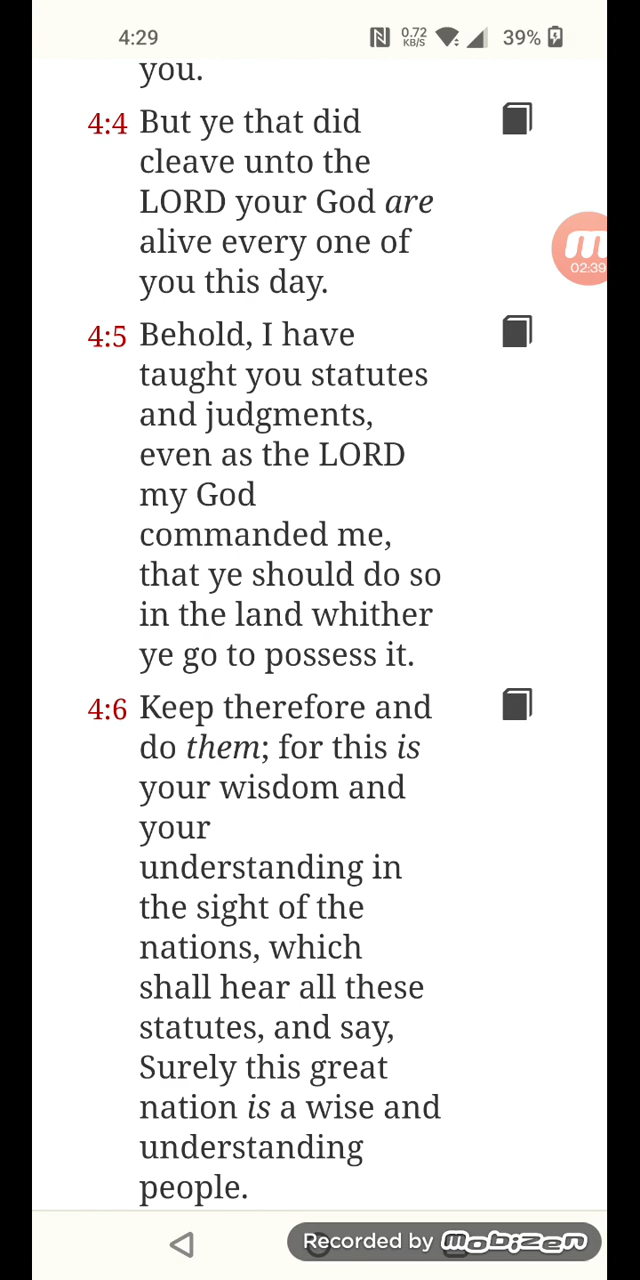 4:29 0.72 KB/S 39%
you.
4:4 But ye that did
cleave unto the
LORD your God are
alive every one of
you this day.
02:39
4:5 Behold, I have
taught you statutes
and judgments,
even as the LORD
my God
commanded me,
that ye should do so
in the land whither
ye go to possess it.
4:6 Keep therefore and
do them; for this is
your wisdom and
your
understanding in
the sight of the
nations, which
shall hear all these
statutes, and say,
Surely this great
nation is a wise and
understanding
people.
Recorded by mobizen